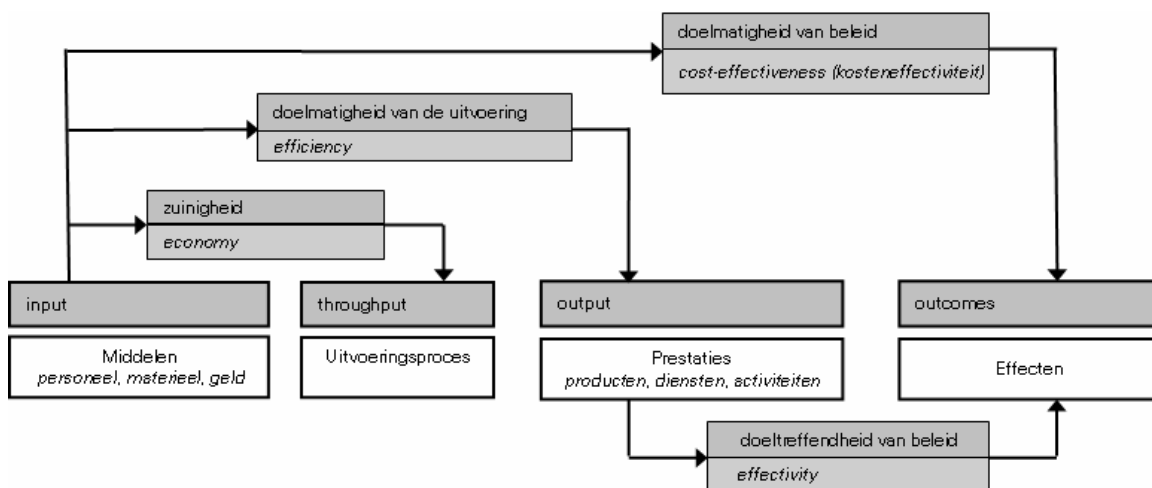 doelmatigheid van beleid
cost-effectiveness (kosteneffectiviteit)
doelmatigheid van de uitvoering
efficiency
zuinigheid
economy
input
throughput
output
outcomes
Middelen
personeel, materieel, geld
Uitvoeringsproces
Prestaties
producten, diensten, activiteiten
Effecten
doeltreffendheid van beleid
effectivity